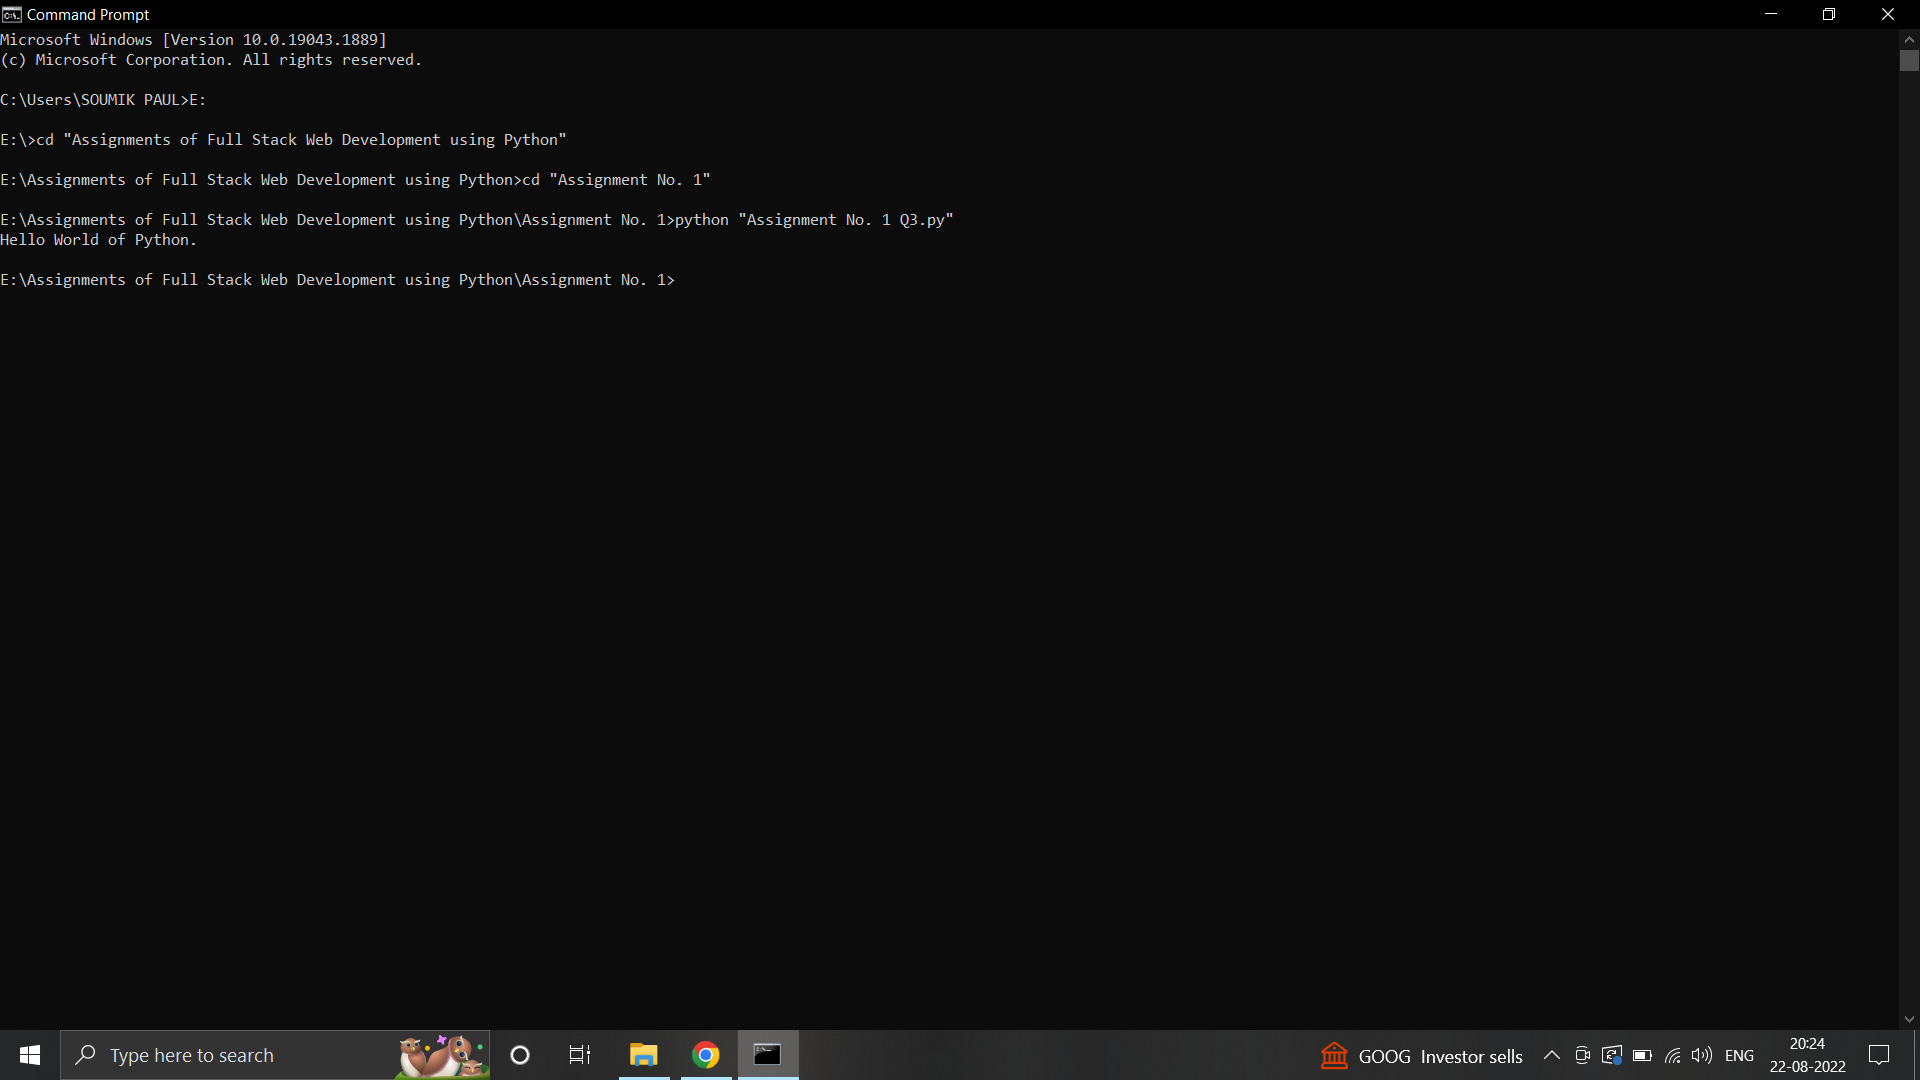 Command Prompt
Microsoft Windows [Version 10.0.19043.1889]
(c) Microsoft Corporation. All rights reserved.
C:\Users\SOUMIK PAUL>E:
E:\>cd "Assignments of Full Stack Web Development using Python"
E:\Assignments of Full Stack Web Development using Python>cd "Assignment No. 1"
E:\Assignments of Full Stack Web Development using Python\Assignment No. 1>python "Assignment No. 1 Q3.py"
Hello World of Python.
E:\Assignments of Full Stack Web Development using Python\Assignment No. 1>
Type here to search
GOOG Investor sells
ENG
20:24
22-08-2022